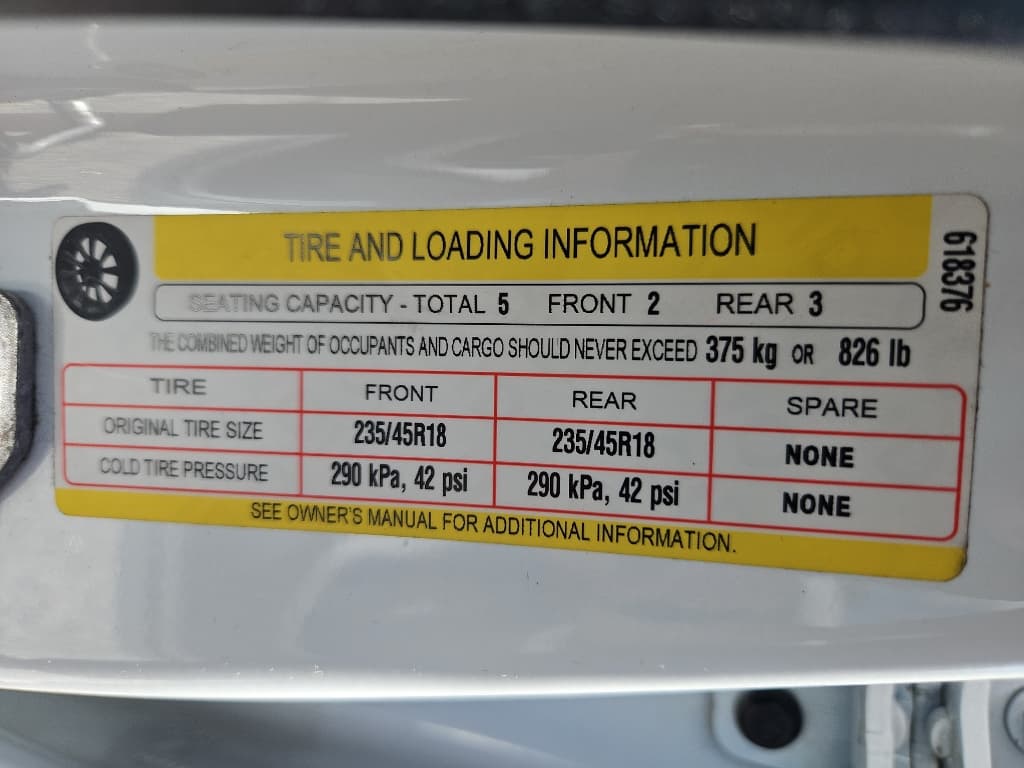 TIRE AND LOADING INFORMATION
618376
SEATING CAPACITY - TOTAL 5 FRONT 2 REAR 3
THE COMBINED WEIGHT OF OCCUPANTS AND CARGO SHOULD NEVER EXCEED 375 kg OR 826 lb
TIRE FRONT REAR SPARE
ORIGINAL TIRE SIZE 235/45R18 235/45R18 NONE
COLD TIRE PRESSURE 290 kPa, 42 psi 290 kPa, 42 psi NONE
SEE OWNER'S MANUAL FOR ADDITIONAL INFORMATION.